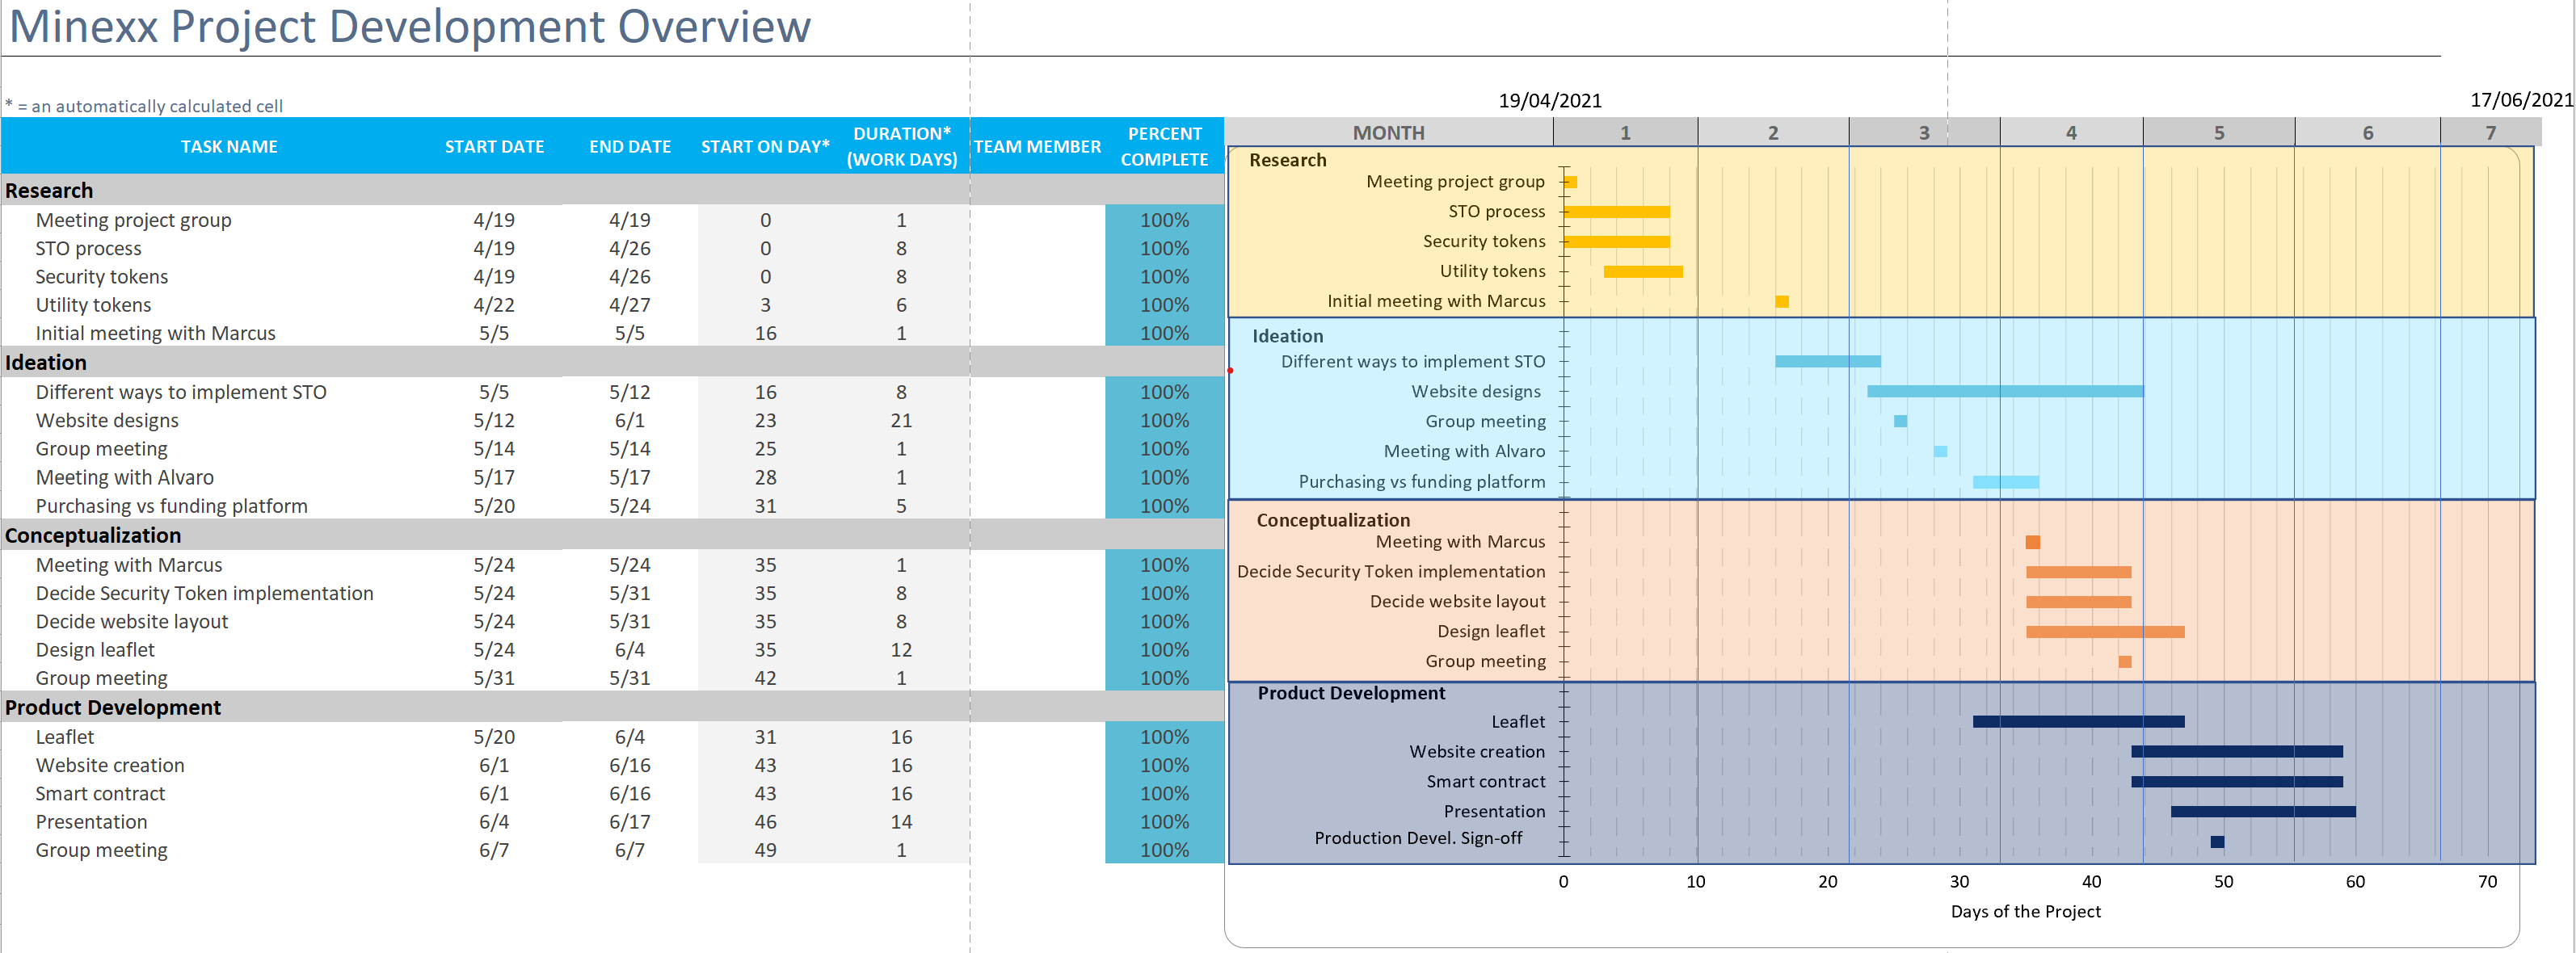 Minexx Project Development Overview
* = an automatically calculated cell
19/04/2021 17/06/2021
TASK NAME START DATE END DATE START ON DAY* DURATION* (WORK DAYS) TEAM MEMBER PERCENT COMPLETE
Research
Meeting project group 4/19 4/19 0 1 100%
STO process 4/19 4/26 0 8 100%
Security tokens 4/19 4/26 0 8 100%
Utility tokens 4/22 4/27 3 6 100%
Initial meeting with Marcus 5/5 5/5 16 1 100%
Ideation
Different ways to implement STO 5/5 5/12 16 8 100%
Website designs 5/12 6/1 23 21 100%
Group meeting 5/14 5/14 25 1 100%
Meeting with Alvaro 5/17 5/17 28 1 100%
Purchasing vs funding platform 5/20 5/24 31 5 100%
Conceptualization
Meeting with Marcus 5/24 5/24 35 1 100%
Decide Security Token implementation 5/24 5/31 35 8 100%
Decide website layout 5/24 5/31 35 8 100%
Design leaflet 5/24 6/4 35 12 100%
Group meeting 5/31 5/31 42 1 100%
Product Development
Leaflet 5/20 6/4 31 16 100%
Website creation 6/1 6/16 43 16 100%
Smart contract 6/1 6/16 43 16 100%
Presentation 6/4 6/17 46 14 100%
Group meeting 6/7 6/7 49 1 100%
MONTH 1 2 3 4 5 6 7
Research
Meeting project group
STO process
Security tokens
Utility tokens
Initial meeting with Marcus
Ideation
Different ways to implement STO
Website designs
Group meeting
Meeting with Alvaro
Purchasing vs funding platform
Conceptualization
Meeting with Marcus
Decide Security Token implementation
Decide website layout
Design leaflet
Group meeting
Product Development
Leaflet
Website creation
Smart contract
Presentation
Production Devel. Sign-off
0 10 20 30 40 50 60 70
Days of the Project